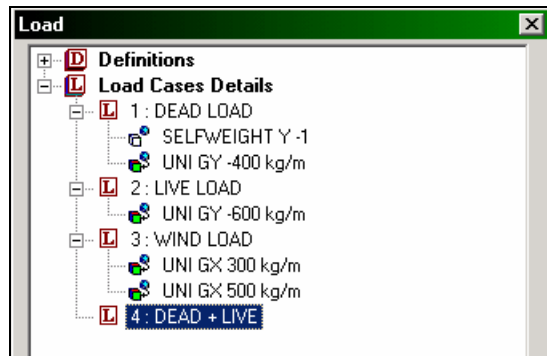 Load
Definitions
Load Cases Details
1 : DEAD LOAD
SELFWEIGHT Y -1
UNI GY -400 kg/m
2 : LIVE LOAD
UNI GY -600 kg/m
3 : WIND LOAD
UNI GX 300 kg/m
UNI GX 500 kg/m
4 : DEAD + LIVE